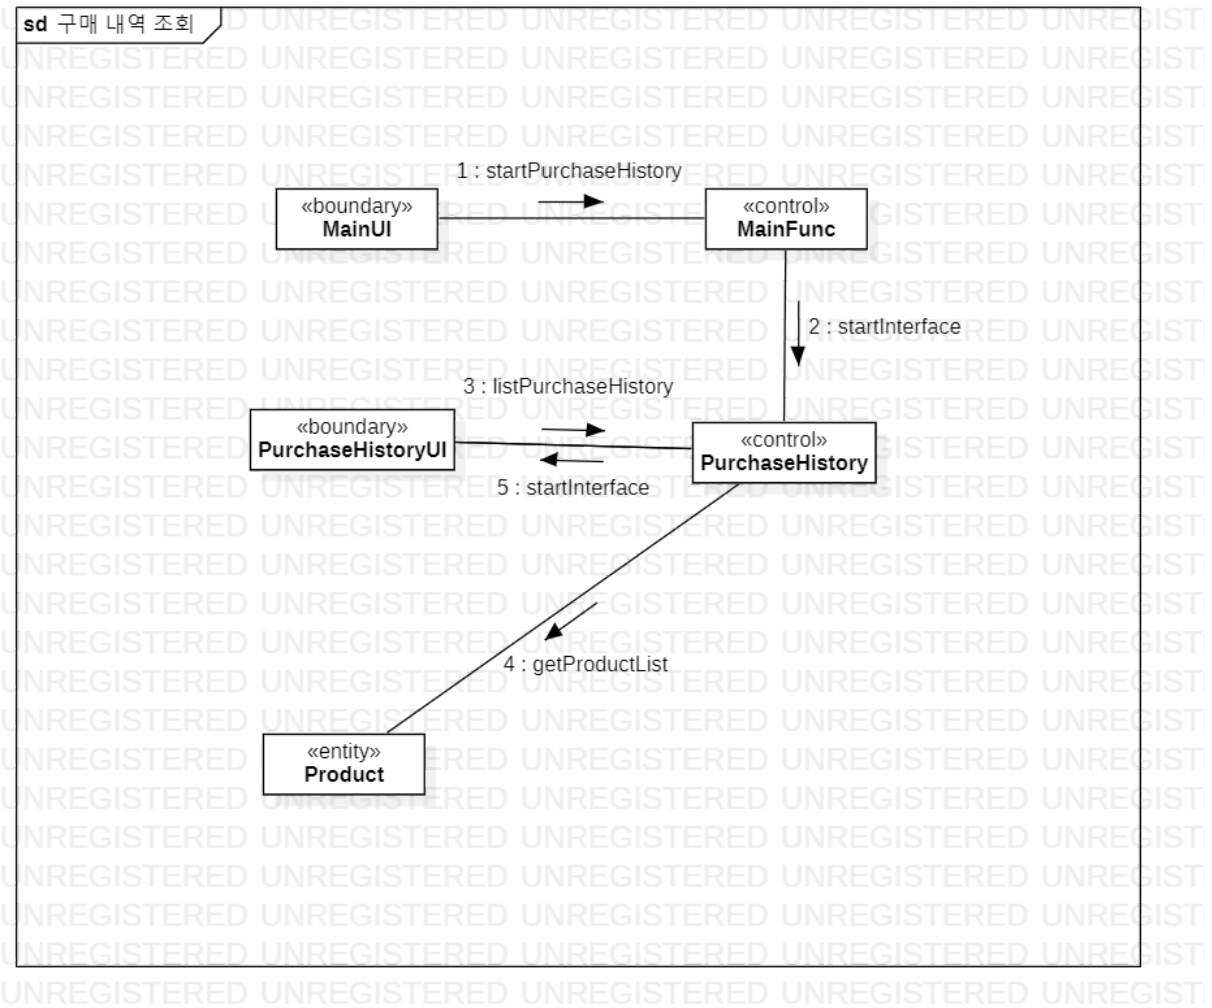 sd 구매 내역 조회
1 : startPurchaseHistory
«boundary»
MainUI
«control»
MainFunc
2 : startInterface
3 : listPurchaseHistory
«boundary»
PurchaseHistoryUI
«control»
PurchaseHistory
5 : startInterface
4 : getProductList
«entity»
Product
UNREGISTERED